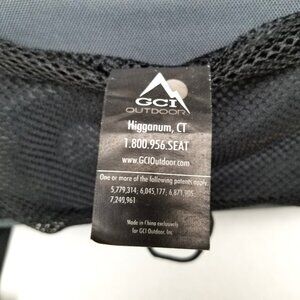 GCI
OUTDOOR
Higganum, CT
1.800.956.SEAT
www.GCIOutdoor.com
One or more of the following patents apply.
5,779,314, 6,045,177, 6,871,905,
7,249,961
Made in China exclusively
for GCI Outdoor, Inc